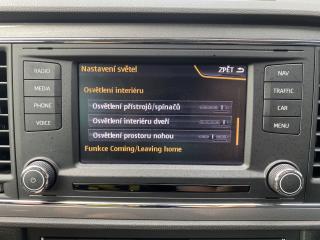 RADIO
MEDIA
PHONE
VOICE
Nastavení světel
ZPĚT
Osvětlení interiéru
Osvětlení přístrojů/spínačů
Osvětlení interiéru dveří
Osvětlení prostoru nohou
Funkce Coming/Leaving home
NAV
TRAFFIC
CAR
MENU